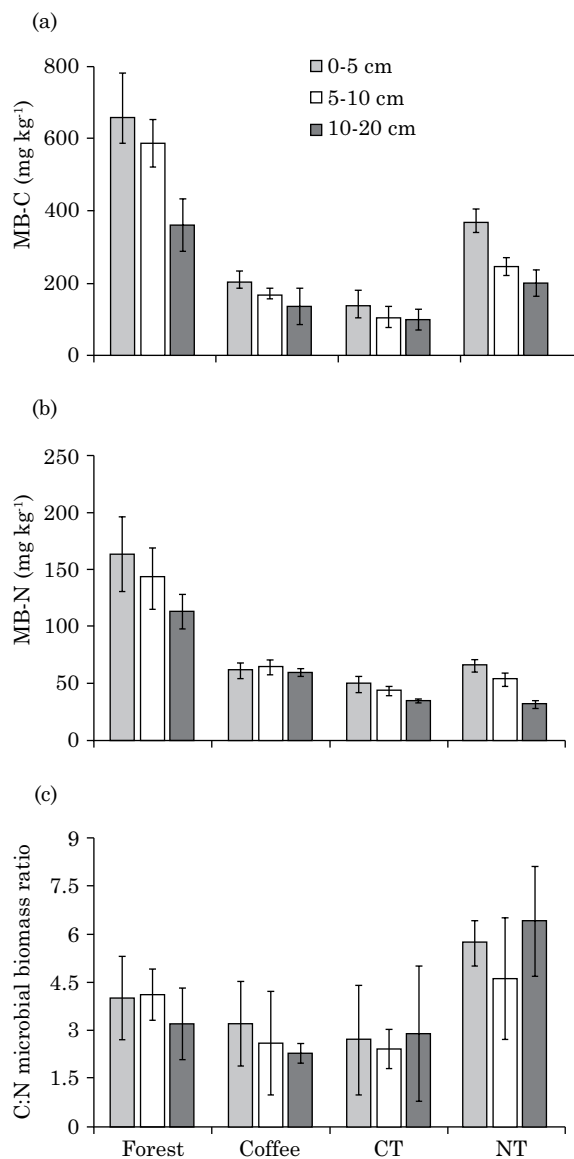 (a)
800
600
400
200
0
MB-C (mg kg⁻¹)
0-5 cm
5-10 cm
10-20 cm
(b)
250
200
150
100
50
0
MB-N (mg kg⁻¹)
(c)
9
7.5
6
4.5
3
1.5
0
C:N microbial biomass ratio
Forest Coffee CT NT